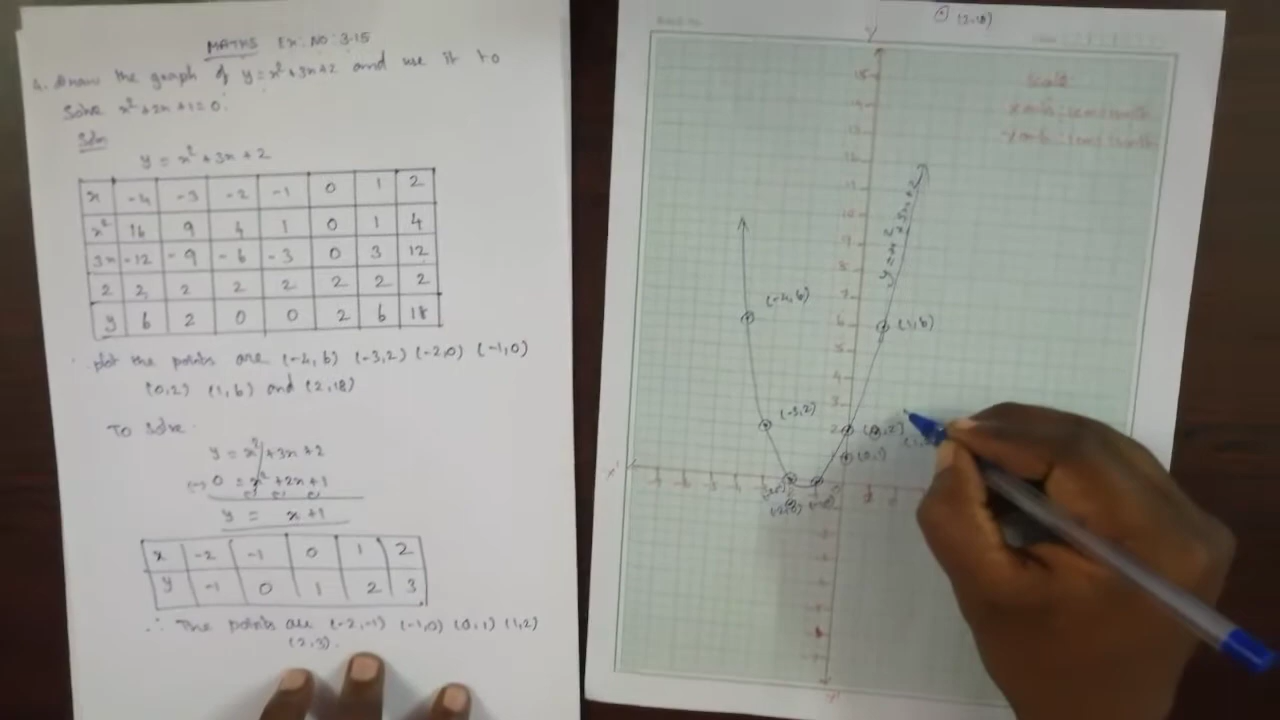 MATHS Ex. NO: 3.15
4. Draw the graph of y = x² + 3x + 2 and use it to
Solve x² + 2x + 1 = 0.
Soln
y = x² + 3x + 2
x -4 -3 -2 -1 0 1 2
x² 16 9 4 1 0 1 4
3x -12 -9 -6 -3 0 3 12
2 2 2 2 2 2 2 2
y 6 2 0 0 2 6 18
plot the points are (-4,6) (-3,2) (-2,0) (-1,0)
(0,2) (1,6) and (2,18)
To Solve.
y = x² + 3x + 2
(-) 0 = x² + 2x + 1
(-) (-) (-)
y = x + 1
x -2 -1 0 1 2
y -1 0 1 2 3
∴ The points are (-2,-1) (-1,0) (0,1) (1,2)
(2,3).
(2,18)
Y
Scale
y = x² + 3x + 2
(-4,6)
(1,6)
(-3,2)
(0,2)
(0,1)
x'
y'